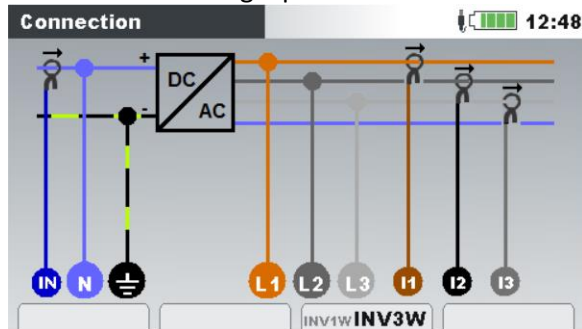 Connection 12:48
+
DC
-
AC
IN N L1 L2 L3 I1 I2 I3
INV1W INV3W